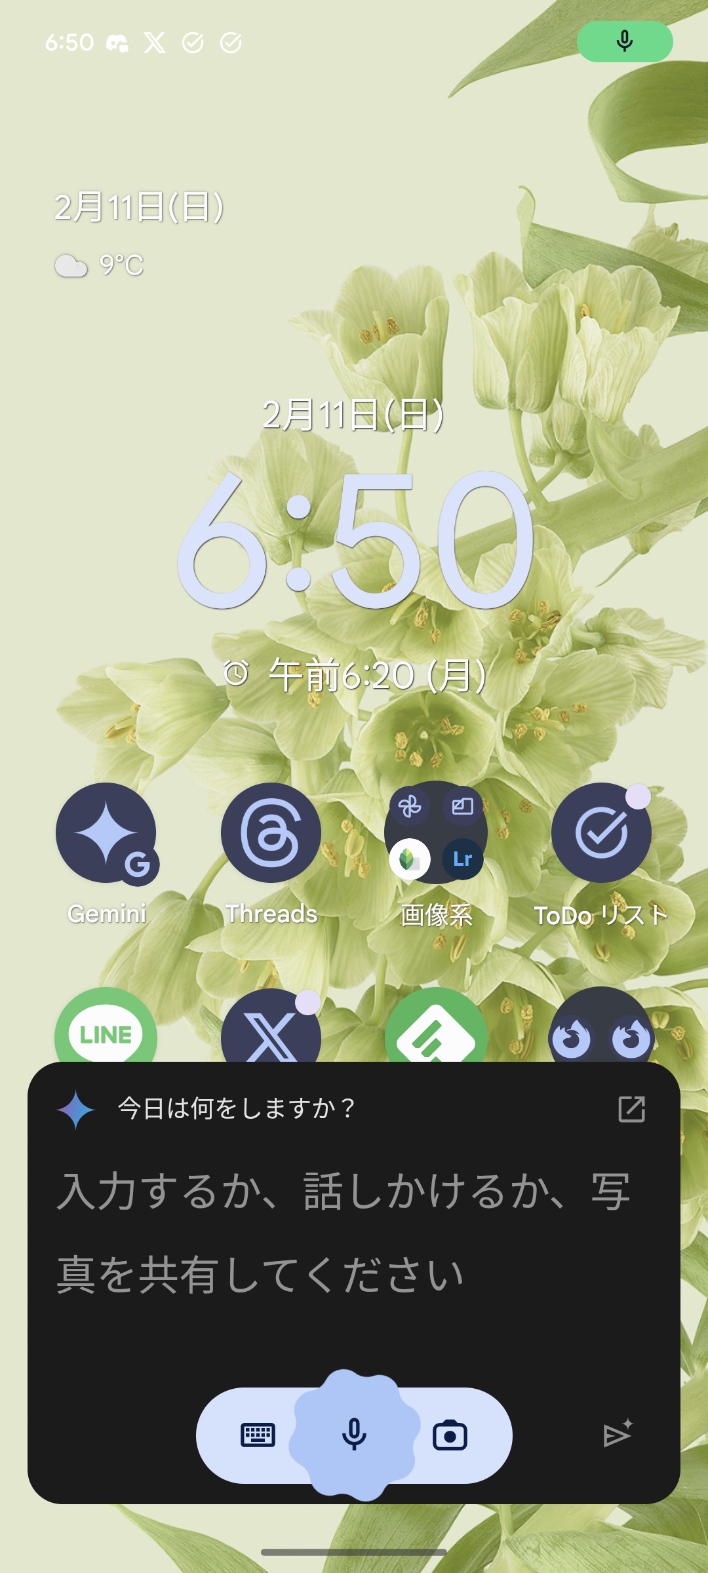 6:50
2月11日(日)
9°C
2月11日(日)
6:50
午前6:20 (月)
Lr
Gemini Threads 画像系 ToDo リスト
LINE
今日は何をしますか？
入力するか、話しかけるか、写
真を共有してください